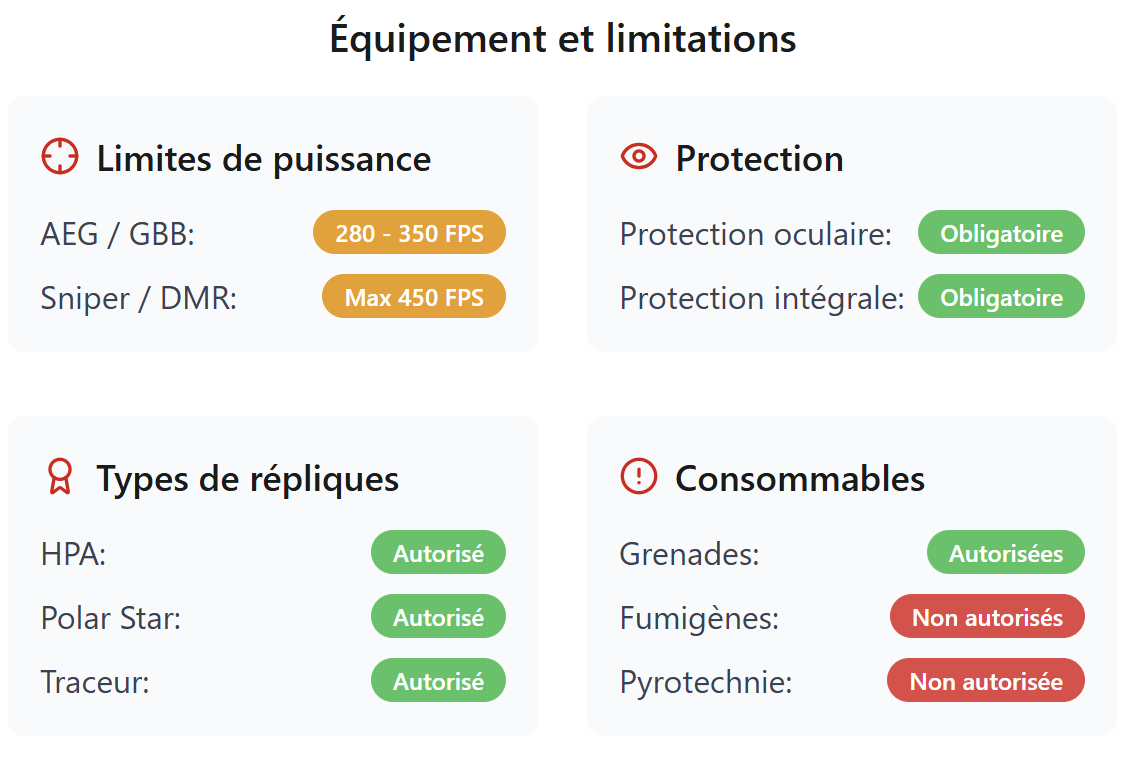 Équipement et limitations
Limites de puissance
AEG / GBB: 280 - 350 FPS
Sniper / DMR: Max 450 FPS
Protection
Protection oculaire: Obligatoire
Protection intégrale: Obligatoire
Types de répliques
HPA: Autorisé
Polar Star: Autorisé
Traceur: Autorisé
Consommables
Grenades: Autorisées
Fumigènes: Non autorisés
Pyrotechnie: Non autorisée